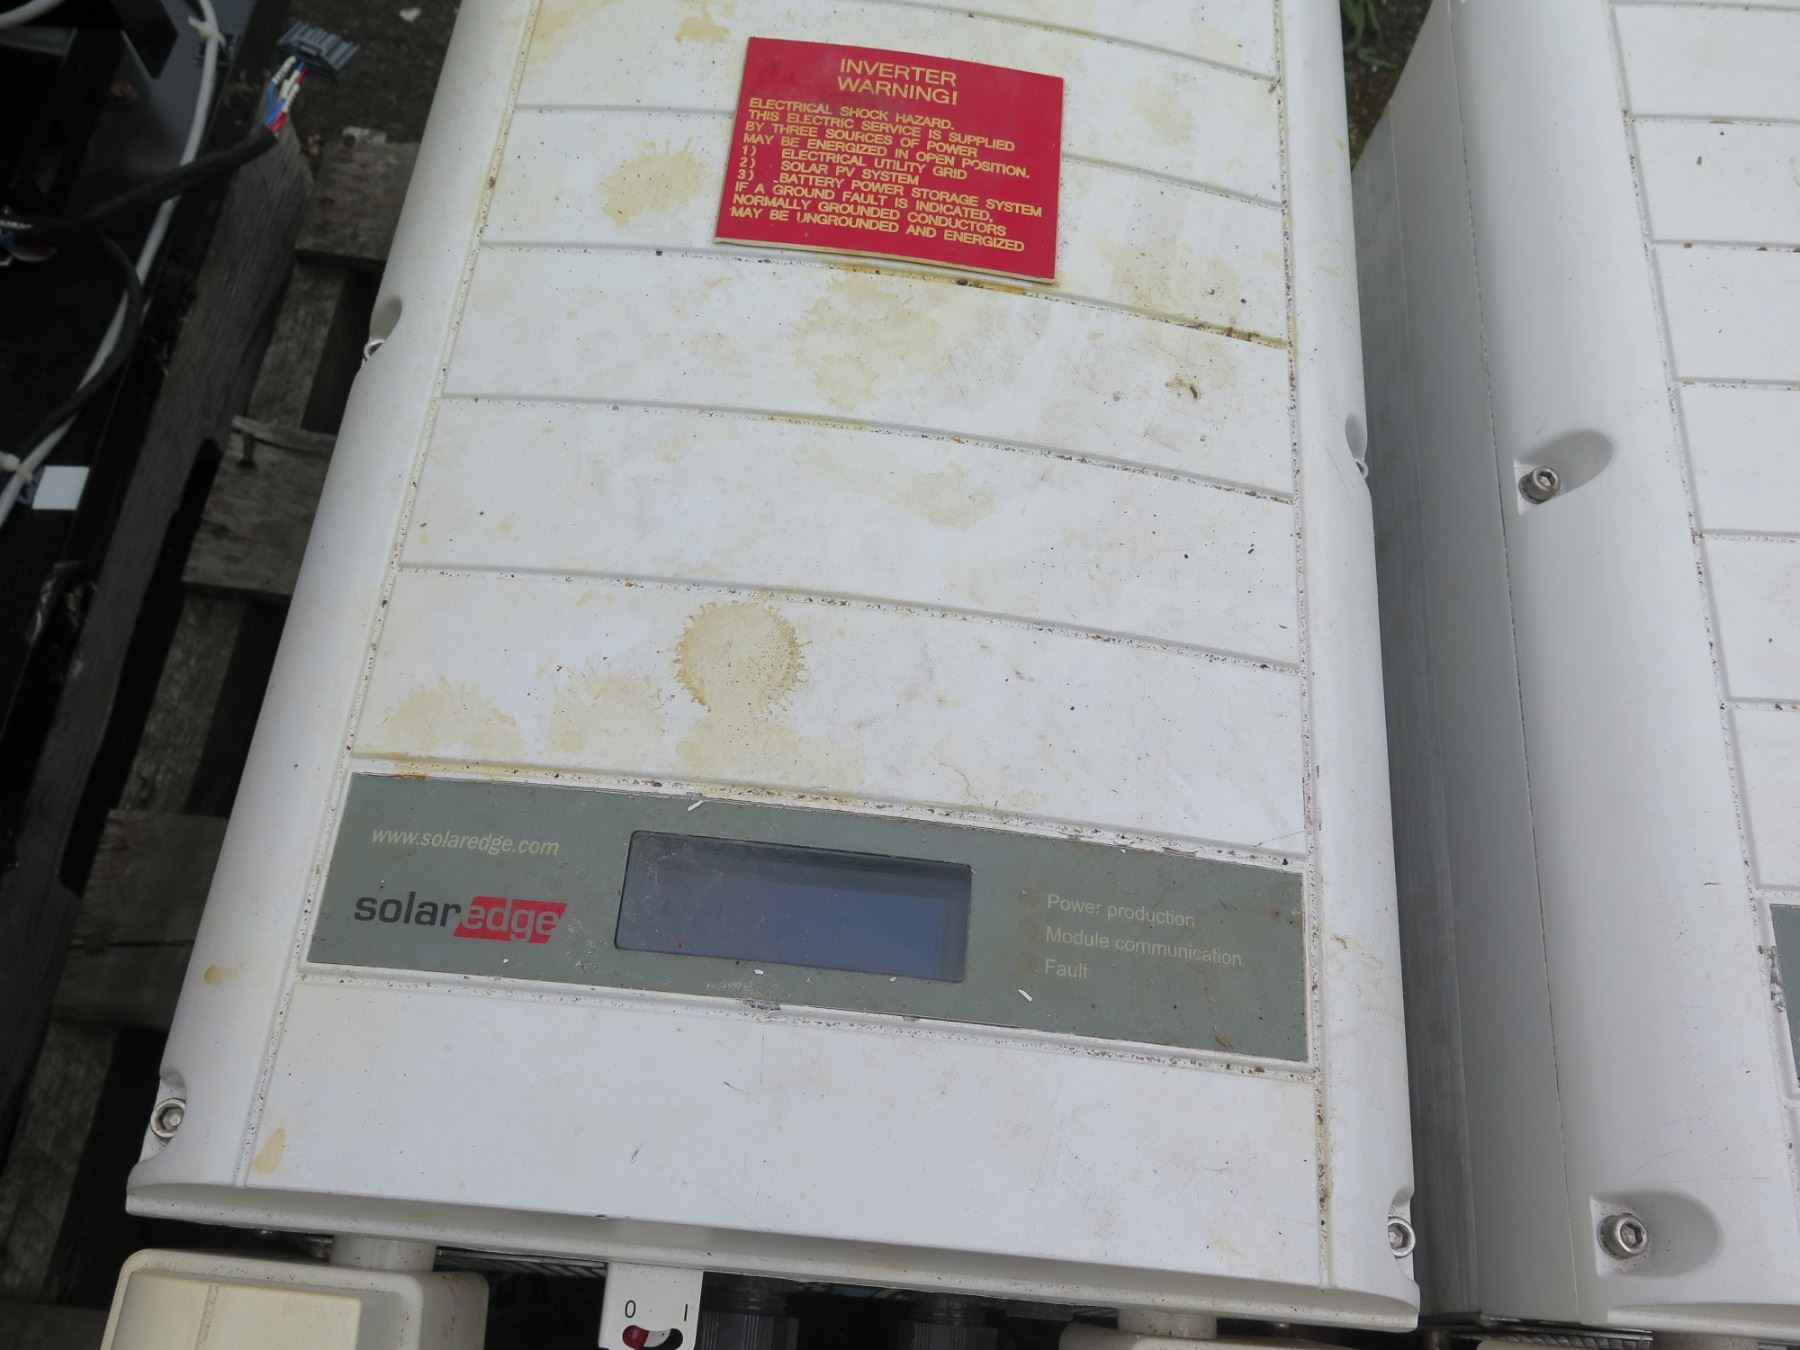 INVERTER
WARNING!
ELECTRICAL SHOCK HAZARD.
THIS ELECTRIC SERVICE IS SUPPLIED
BY THREE SOURCES OF POWER
MAY BE ENERGIZED IN OPEN POSITION.
1) ELECTRICAL UTILITY GRID
2) SOLAR PV SYSTEM
3) BATTERY POWER STORAGE SYSTEM
IF A GROUND FAULT IS INDICATED,
NORMALLY GROUNDED CONDUCTORS
MAY BE UNGROUNDED AND ENERGIZED
www.solaredge.com
solaredge
Power production
Module communication
Fault
0 I